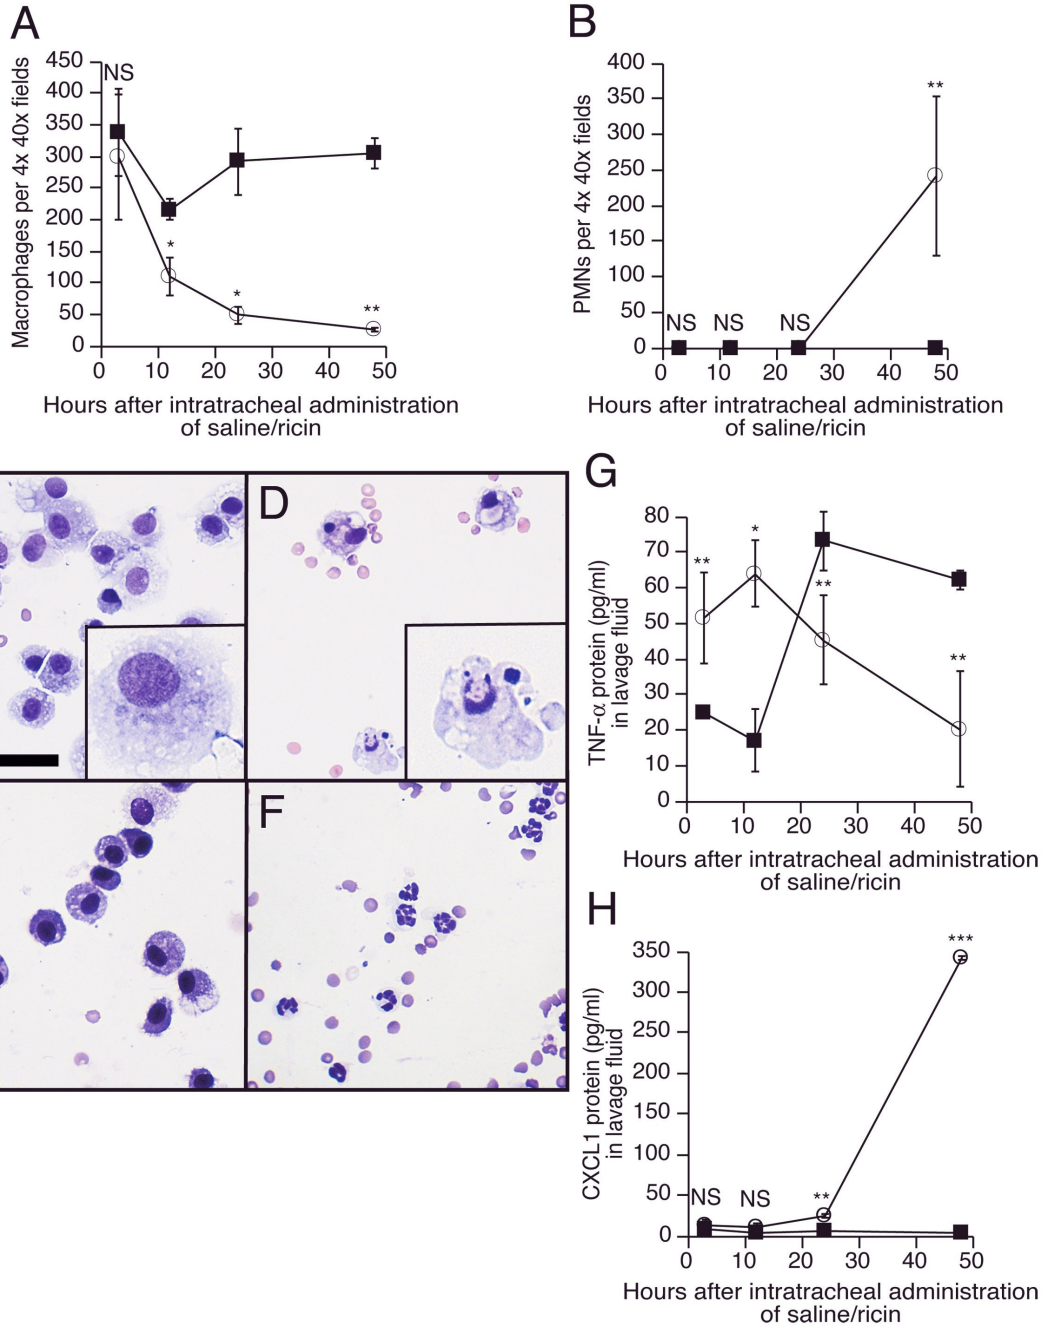 A
450
400
350
300
250
200
150
100
50
0
NS
*
*
**
Macrophages per 4x 40x fields
0 10 20 30 40 50
Hours after intratracheal administration
of saline/ricin
B
400
350
300
250
200
150
100
50
0
NS NS NS
**
PMNs per 4x 40x fields
0 10 20 30 40 50
Hours after intratracheal administration
of saline/ricin
D
F
G
80
70
60
50
40
30
20
10
0
**
*
**
**
TNF-α protein (pg/ml)
in lavage fluid
0 10 20 30 40 50
Hours after intratracheal administration
of saline/ricin
H
350
300
250
200
150
100
50
0
NS NS ** ***
CXCL1 protein (pg/ml)
in lavage fluid
0 10 20 30 40 50
Hours after intratracheal administration
of saline/ricin